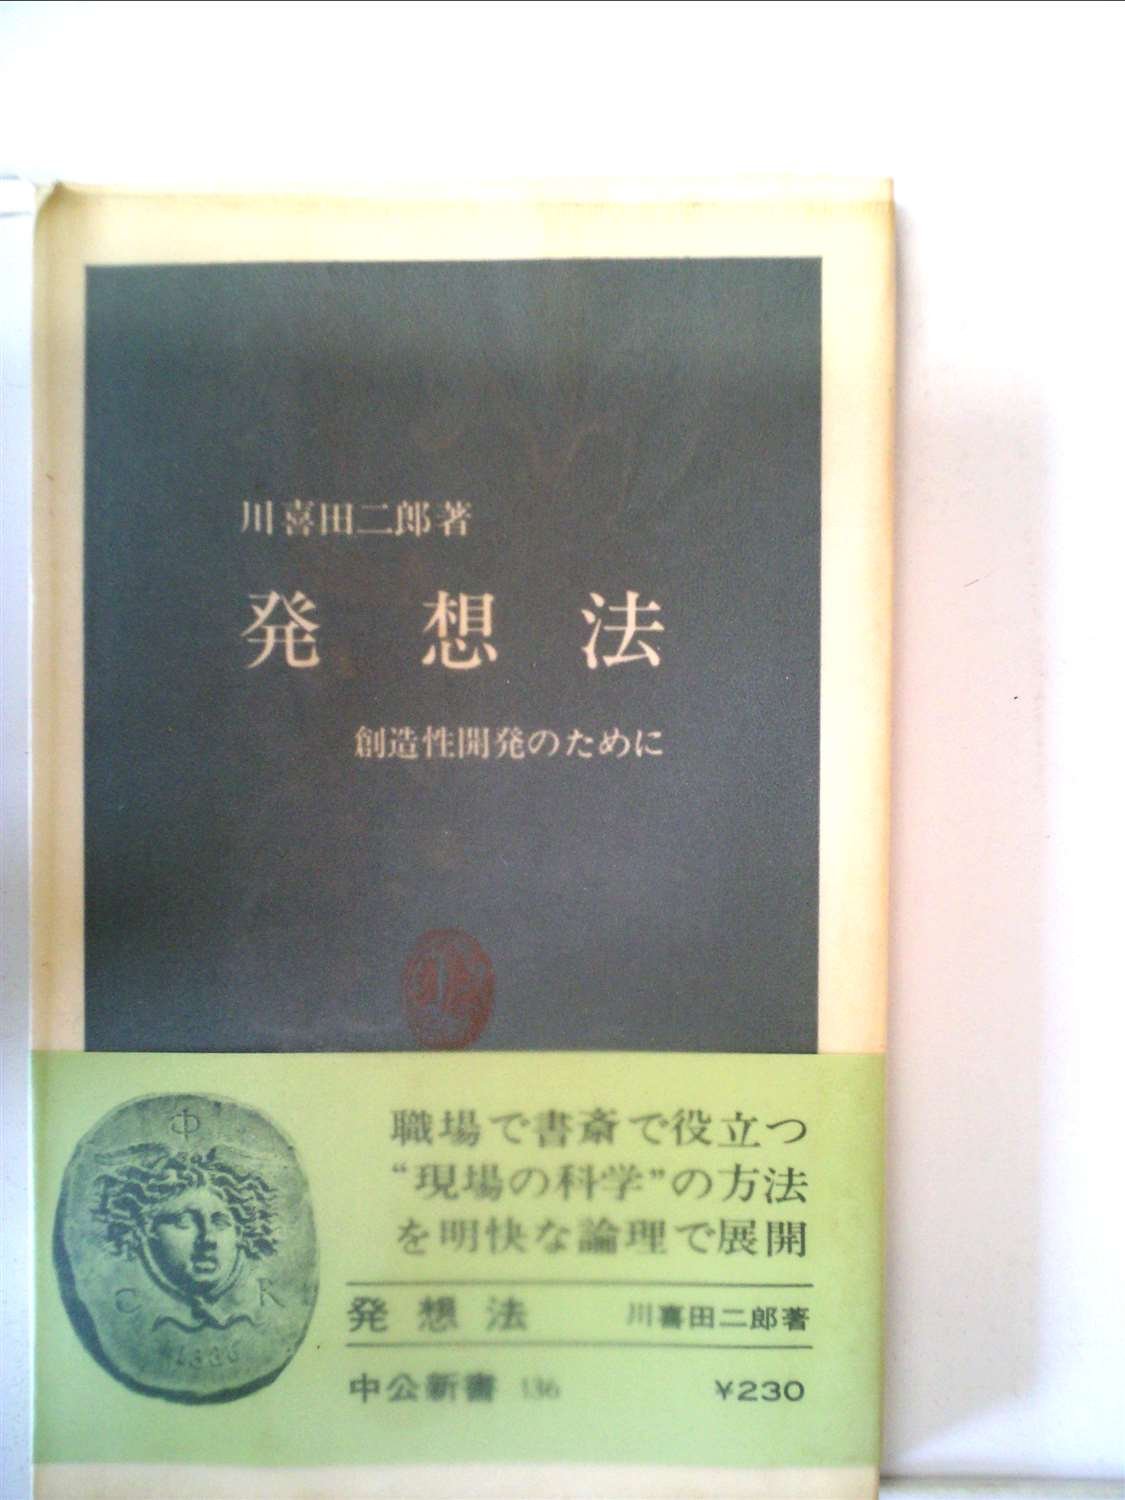 川喜田二郎著
発想法
創造性開発のために
職場で書斎で役立つ
“現場の科学”の方法
を明快な論理で展開
発想法 川喜田二郎著
中公新書 136 ¥230